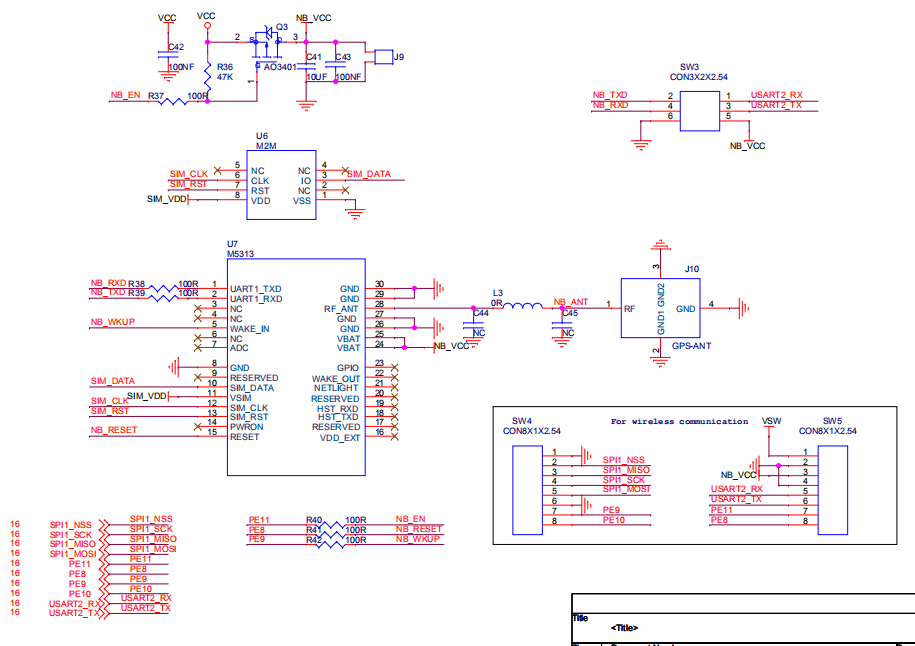 VCC
VCC
Q3
NB_VCC
C42
100NF
2
3
1
S
R36
47K
AO3401
C41
10UF
C43
100NF
J9
NB_EN
R37
100R
SW3
CON3X2X2.54
NB_TXD 2 1 USART2_RX
NB_RXD 4 3 USART2_TX
6 5
NB_VCC
U6
M2M
5 NC NC 4
SIM_CLK 6 CLK IO 3 SIM_DATA
SIM_RST 7 RST NC 2
SIM_VDD 8 VDD VSS 1
U7
M5313
NB_RXD R38 100R 1 UART1_TXD GND 30
NB_TXD R39 100R 2 UART1_RXD GND 29
3 NC RF_ANT 28
4 NC GND 27
NB_WKUP 5 WAKE_IN GND 26
6 NC VBAT 25
7 ADC VBAT 24 NB_VCC
8 GND GPIO 23
9 RESERVED WAKE_OUT 22
SIM_DATA 10 SIM_DATA NETLIGHT 21
SIM_VDD 11 VSIM RESERVED 20
SIM_CLK 12 SIM_CLK HST_RXD 19
SIM_RST 13 SIM_RST HST_TXD 18
14 PWRON RESERVED 17
NB_RESET 15 RESET VDD_EXT 16
L3
0R
NB_ANT
C44
NC
C45
NC
J10
3
1 RF GND 4
GND1 GND2
2
GPS-ANT
SW4
CON8X1X2.54
For wireless communication
VSW
SW5
CON8X1X2.54
1
2 SPI1_NSS
3 SPI1_MISO
4 SPI1_SCK
5 SPI1_MOSI
6
7 PE9
8 PE10
1
2
NB_VCC 3
4
USART2_RX 5
USART2_TX 6
PE11 7
PE8 8
16 SPI1_NSS SPI1_NSS
16 SPI1_SCK SPI1_SCK
16 SPI1_MISO SPI1_MISO
16 SPI1_MOSI SPI1_MOSI
16 PE11 PE11
16 PE8 PE8
16 PE9 PE9
16 PE10 PE10
16 USART2_RX USART2_RX
16 USART2_TX USART2_TX
PE11 R40 100R NB_EN
PE8 R41 100R NB_RESET
PE9 R42 100R NB_WKUP
Title
<Title>